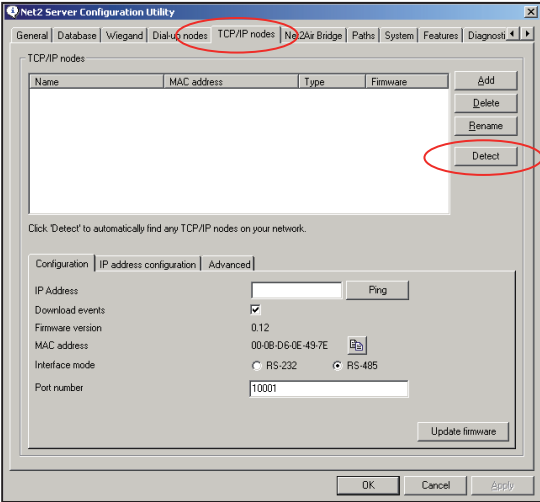 Net2 Server Configuration Utility
General Database Wiegand Dial-up nodes TCP/IP nodes Net2Air Bridge Paths System Features Diagnosti
TCP/IP nodes
Name MAC address Type Firmware
Add
Delete
Rename
Detect
Click 'Detect' to automatically find any TCP/IP nodes on your network.
Configuration IP address configuration Advanced
IP Address Ping
Download events
Firmware version 0.12
MAC address 00-0B-D6-0E-49-7E
Interface mode RS-232 RS-485
Port number 10001
Update firmware
OK Cancel Apply